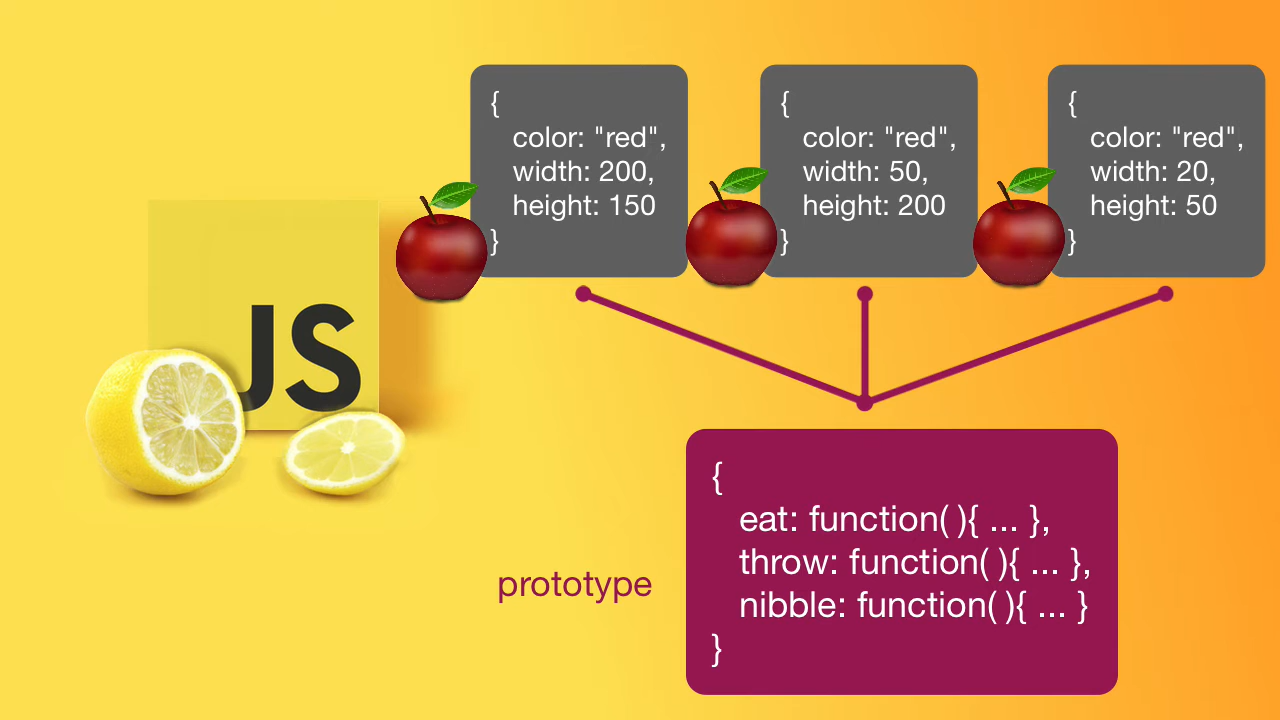 {
color: "red",
width: 200,
height: 150
}
{
color: "red",
width: 50,
height: 200
}
{
color: "red",
width: 20,
height: 50
}
JS
prototype
{
eat: function( ){ ... },
throw: function( ){ ... },
nibble: function( ){ ... }
}